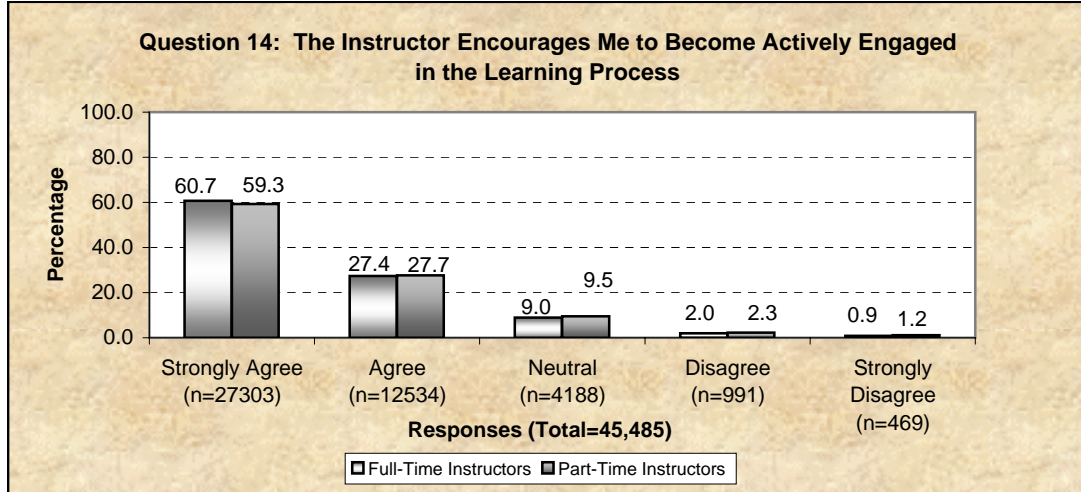 Question 14:  The Instructor Encourages Me to Become Actively Engaged
in the Learning Process
100.0
80.0
60.0
40.0
20.0
0.0
Percentage
60.7
59.3
27.4
27.7
9.0
9.5
2.0
2.3
0.9
1.2
Strongly Agree
(n=27303)
Agree
(n=12534)
Neutral
(n=4188)
Disagree
(n=991)
Strongly
Disagree
(n=469)
Responses (Total=45,485)
Full-Time Instructors
Part-Time Instructors